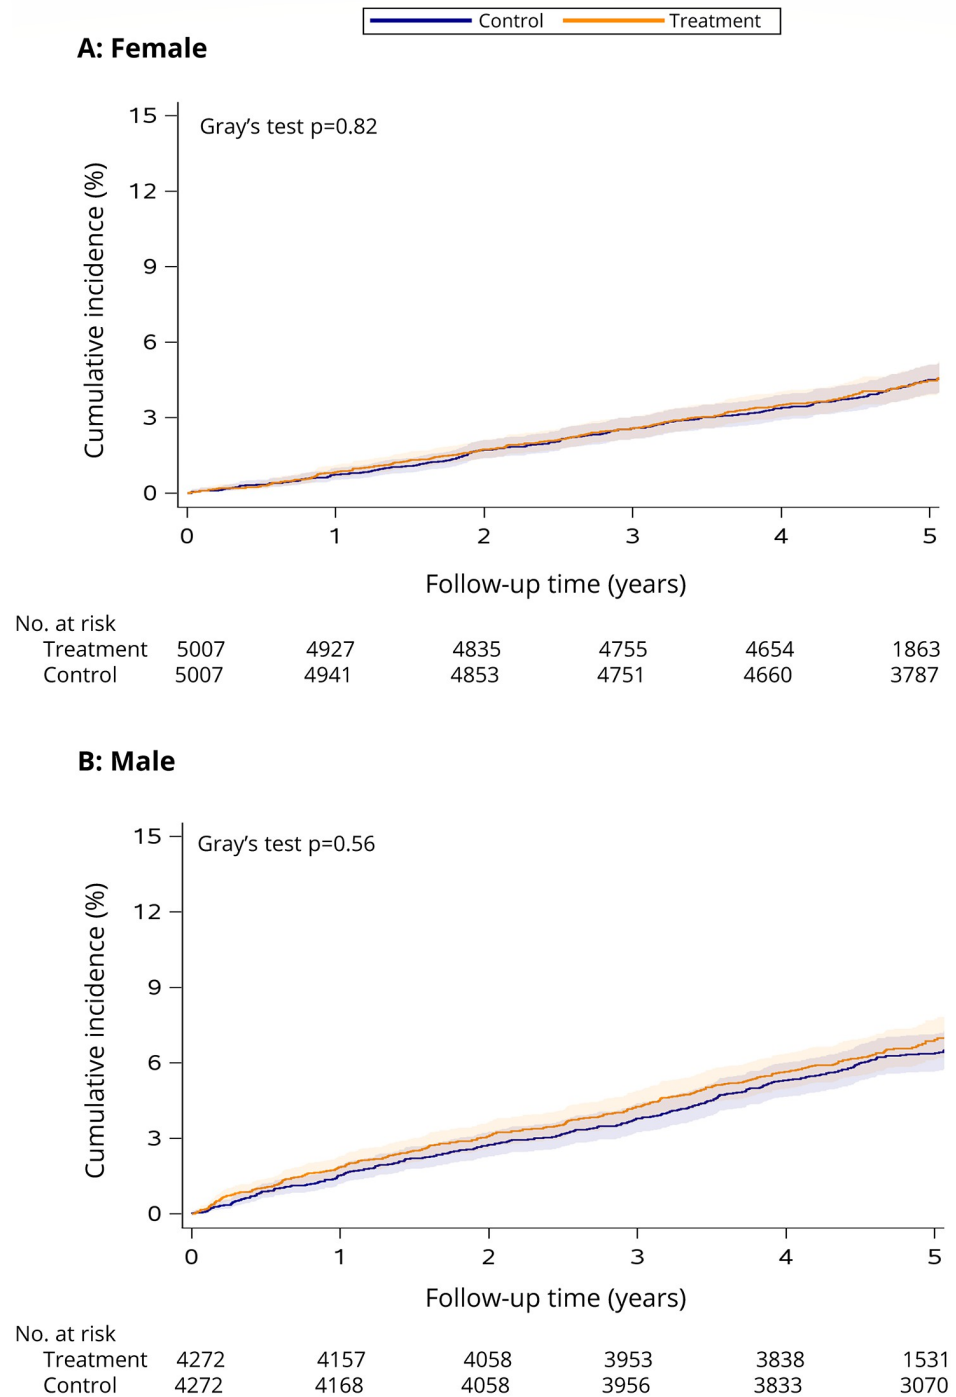 Control Treatment
A: Female
Gray's test p=0.82
Cumulative incidence (%)
15
12
9
6
3
0
0 1 2 3 4 5
Follow-up time (years)
No. at risk
Treatment 5007 4927 4835 4755 4654 1863
Control 5007 4941 4853 4751 4660 3787
B: Male
Gray's test p=0.56
Cumulative incidence (%)
15
12
9
6
3
0
0 1 2 3 4 5
Follow-up time (years)
No. at risk
Treatment 4272 4157 4058 3953 3838 1531
Control 4272 4168 4058 3956 3833 3070